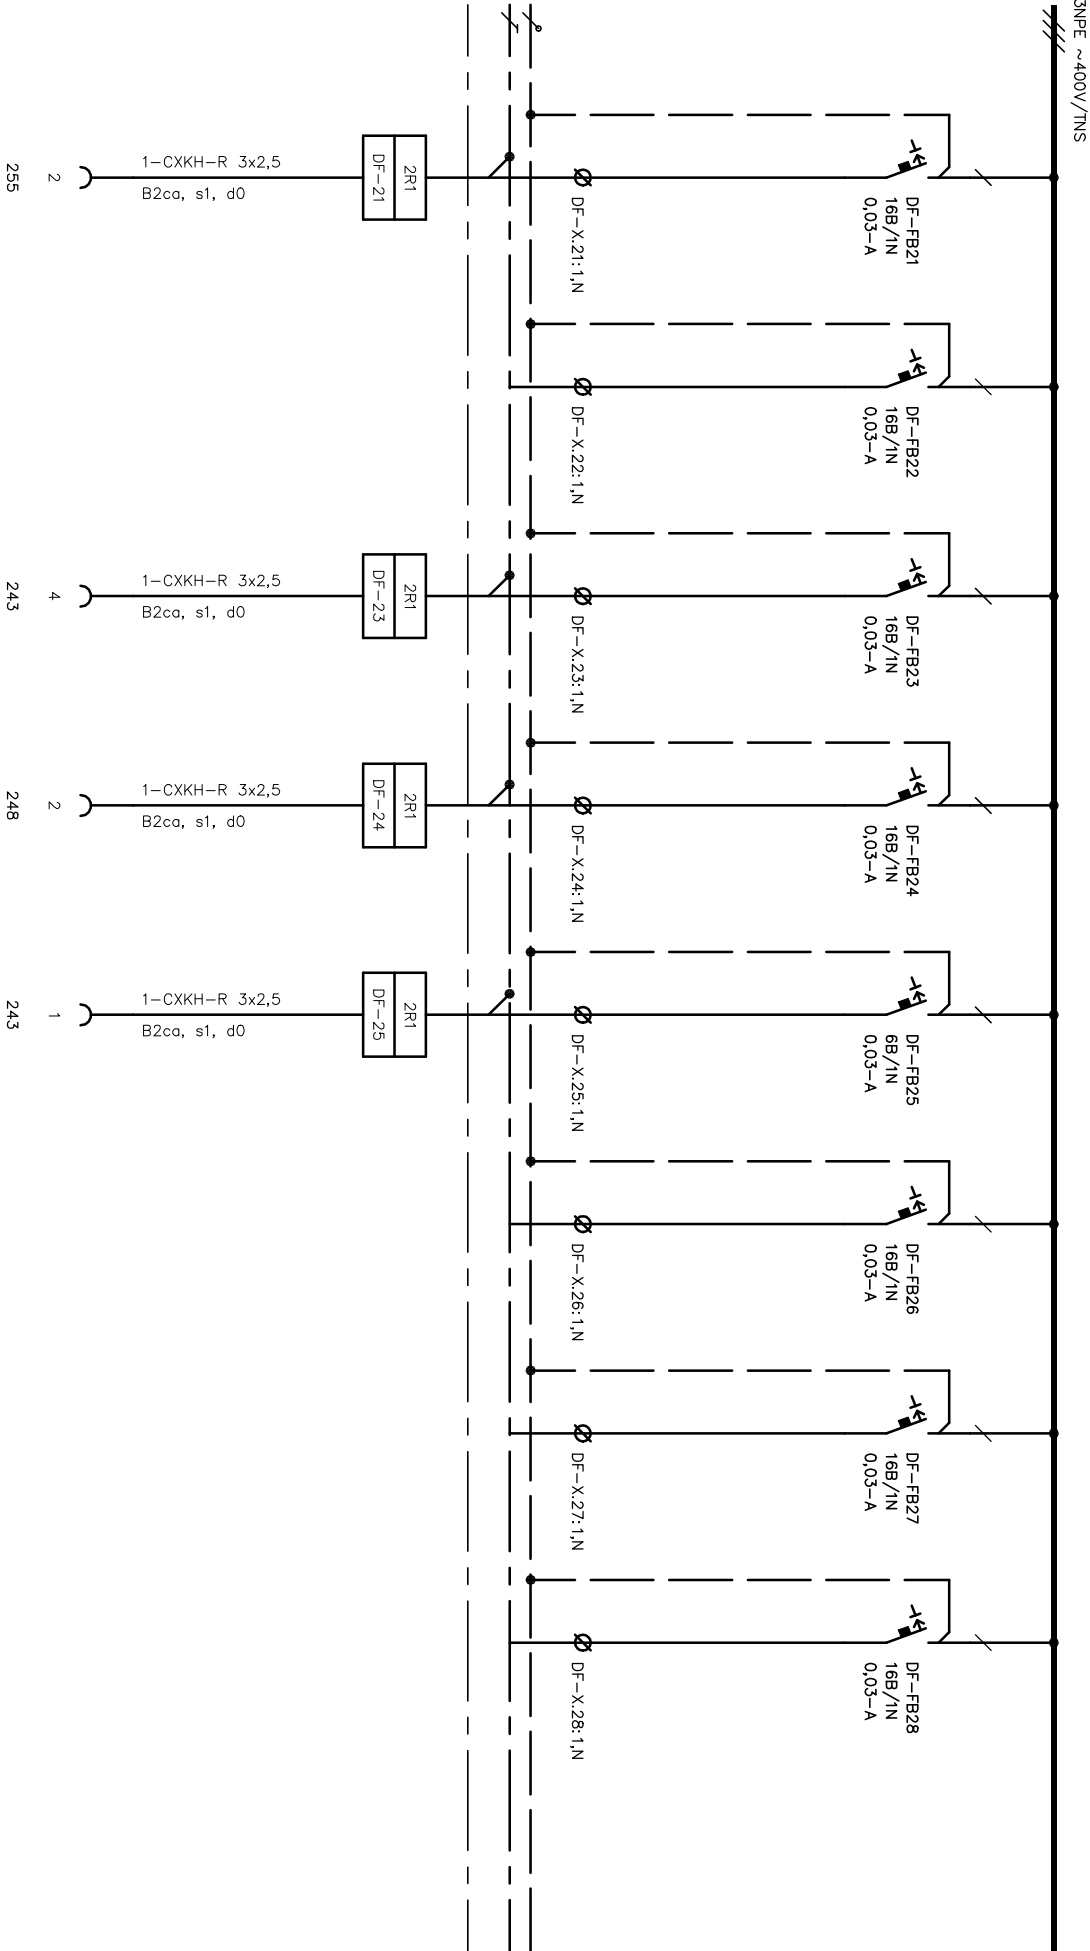 3NPE ~400V/TNS
DF-FB21
16B/1N
0,03-A
DF-X.21:1,N
2R1
DF-21
1-CXKH-R 3x2,5
B2ca, s1, d0
2
255
DF-FB22
16B/1N
0,03-A
DF-X.22:1,N
DF-FB23
16B/1N
0,03-A
DF-X.23:1,N
2R1
DF-23
1-CXKH-R 3x2,5
B2ca, s1, d0
4
243
DF-FB24
16B/1N
0,03-A
DF-X.24:1,N
2R1
DF-24
1-CXKH-R 3x2,5
B2ca, s1, d0
2
248
DF-FB25
6B/1N
0,03-A
DF-X.25:1,N
2R1
DF-25
1-CXKH-R 3x2,5
B2ca, s1, d0
1
243
DF-FB26
16B/1N
0,03-A
DF-X.26:1,N
DF-FB27
16B/1N
0,03-A
DF-X.27:1,N
DF-FB28
16B/1N
0,03-A
DF-X.28:1,N